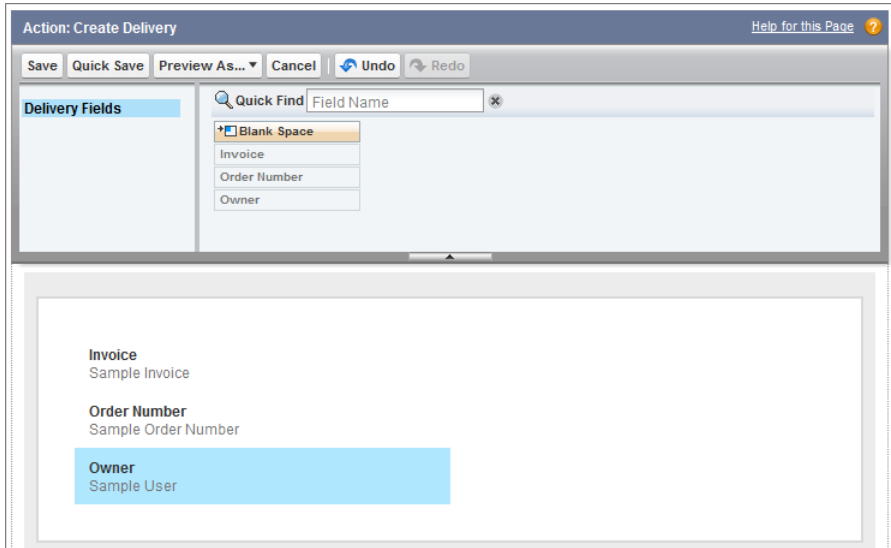 Action: Create Delivery
Help for this Page
Save Quick Save Preview As... Cancel Undo Redo
Delivery Fields
Quick Find Field Name
Blank Space
Invoice
Order Number
Owner
Invoice
Sample Invoice
Order Number
Sample Order Number
Owner
Sample User